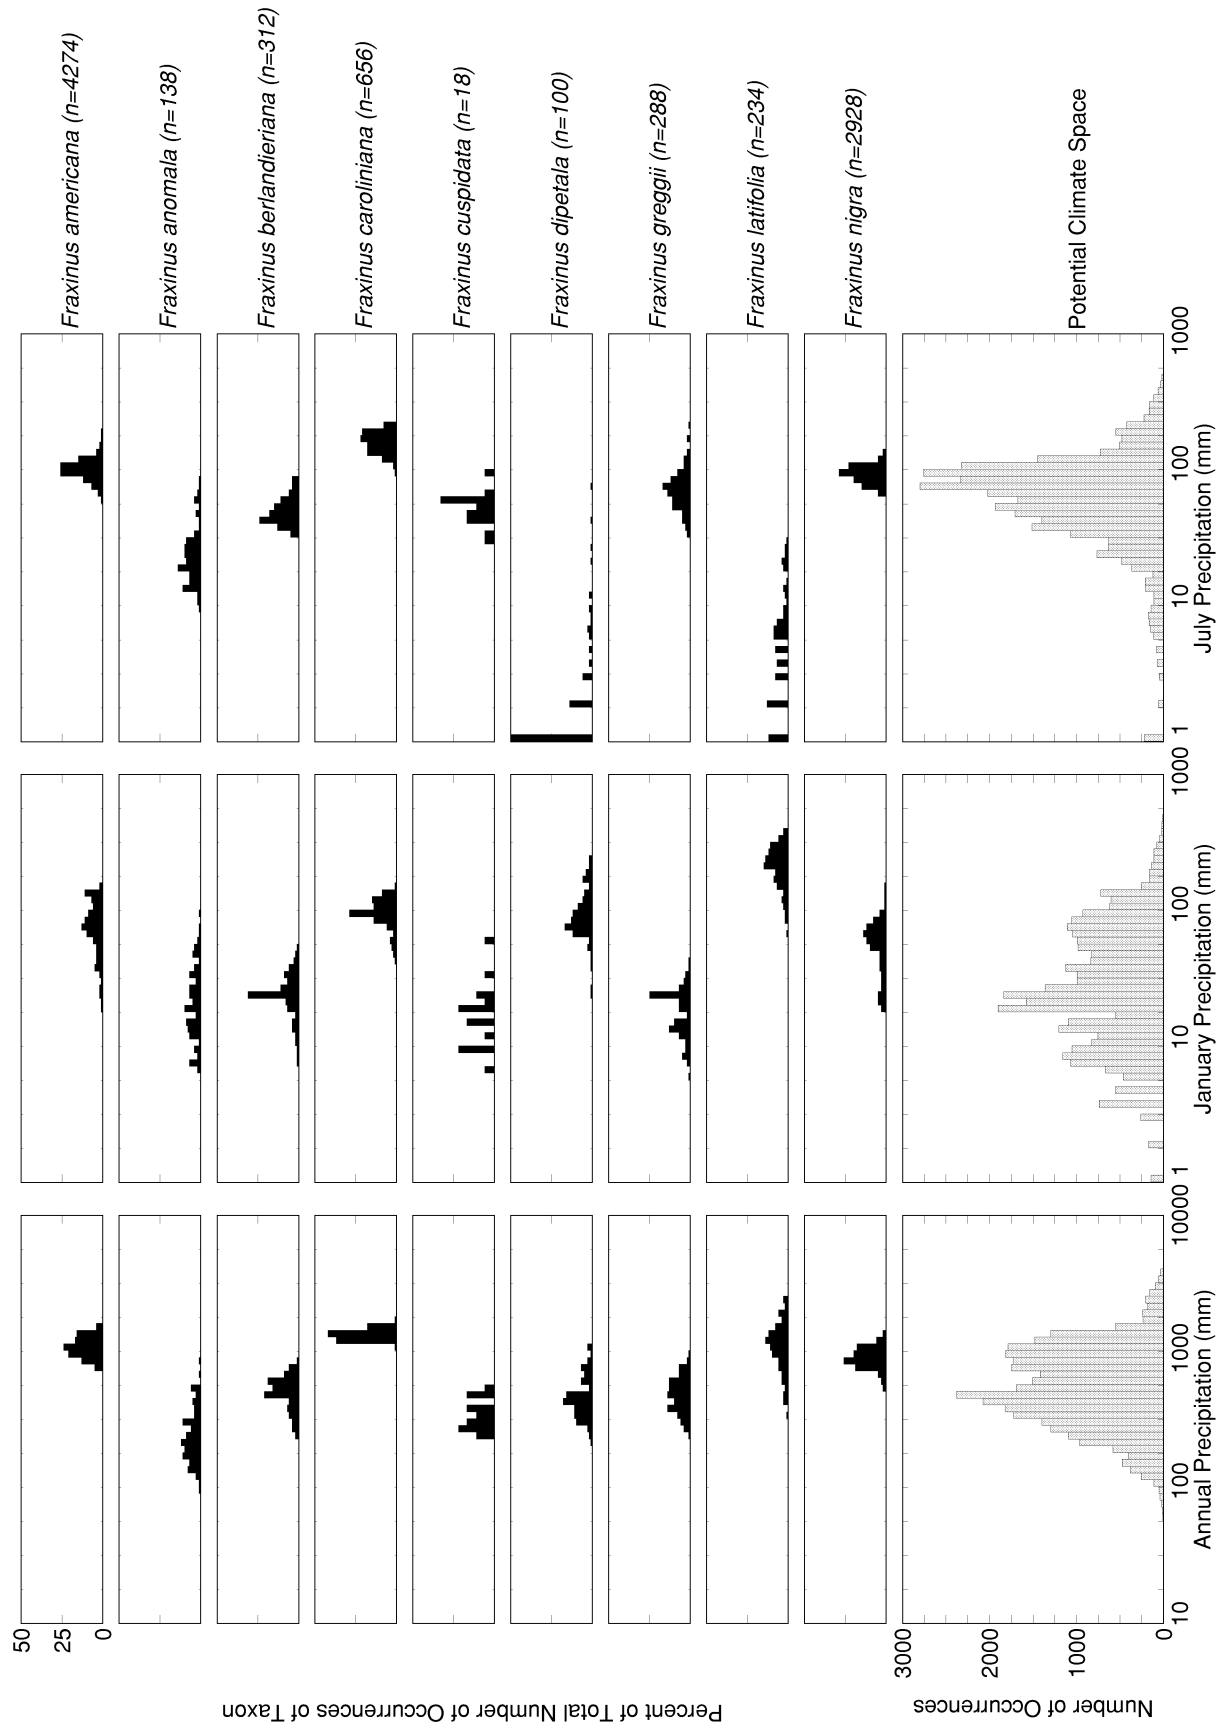 Percent of Total Number of Occurrences of Taxon
50
25
0
Fraxinus americana (n=4274)
Fraxinus anomala (n=138)
Fraxinus berlandieriana (n=312)
Fraxinus caroliniana (n=656)
Fraxinus cuspidata (n=18)
Fraxinus dipetala (n=100)
Fraxinus greggii (n=288)
Fraxinus latifolia (n=234)
Fraxinus nigra (n=2928)
Number of Occurrences
3000
2000
1000
0
Potential Climate Space
10 100 1000 10000
Annual Precipitation (mm)
1 10 100 1000
January Precipitation (mm)
1 10 100 1000
July Precipitation (mm)